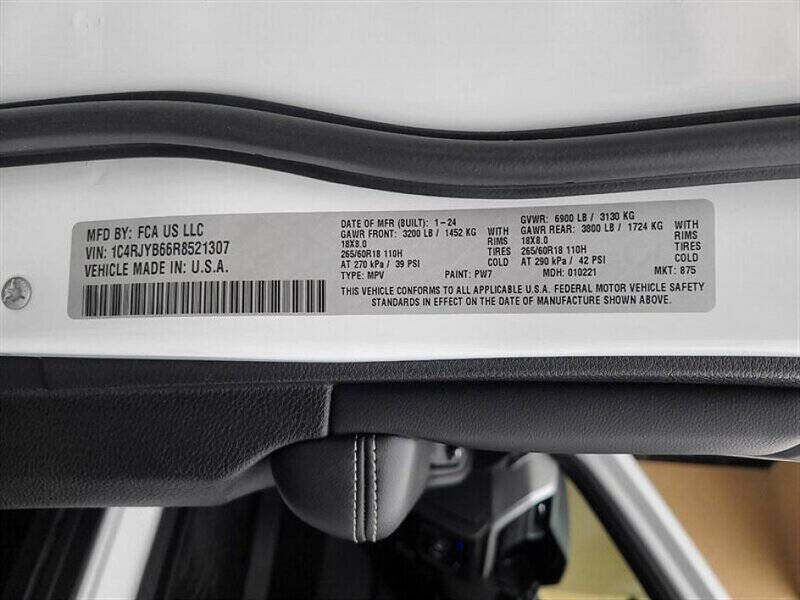 MFD BY: FCA US LLC
VIN: 1C4RJYB66R8521307
VEHICLE MADE IN: U.S.A.
DATE OF MFR (BUILT): 1-24
GAWR FRONT: 3200 LB / 1452 KG WITH
18X8.0 RIMS
265/60R18 110H TIRES
AT 270 kPa / 39 PSI COLD
TYPE: MPV PAINT: PW7
GVWR: 6900 LB / 3130 KG
GAWR REAR: 3800 LB / 1724 KG WITH
18X8.0 RIMS
265/60R18 110H TIRES
AT 290 kPa / 42 PSI COLD
MDH: 010221 MKT: 875
THIS VEHICLE CONFORMS TO ALL APPLICABLE U.S.A. FEDERAL MOTOR VEHICLE SAFETY
STANDARDS IN EFFECT ON THE DATE OF MANUFACTURE SHOWN ABOVE.